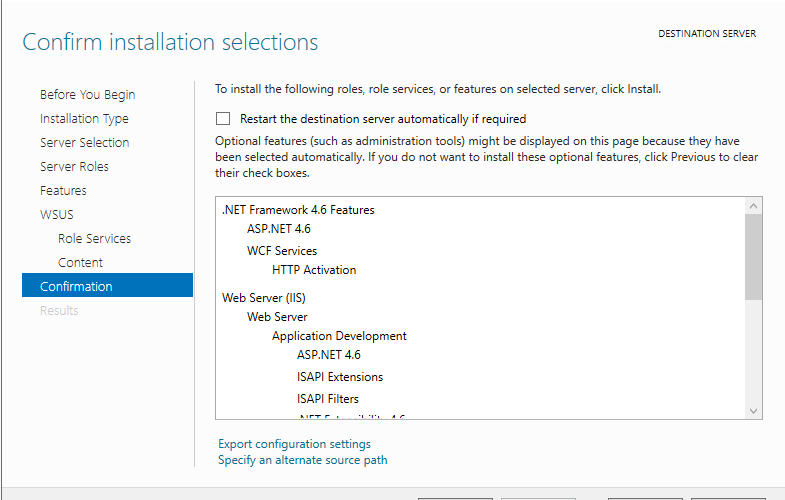 Confirm installation selections
DESTINATION SERVER
Before You Begin
Installation Type
Server Selection
Server Roles
Features
WSUS
Role Services
Content
Confirmation
Results
To install the following roles, role services, or features on selected server, click Install.
Restart the destination server automatically if required
Optional features (such as administration tools) might be displayed on this page because they have
been selected automatically. If you do not want to install these optional features, click Previous to clear
their check boxes.
.NET Framework 4.6 Features
ASP.NET 4.6
WCF Services
HTTP Activation
Web Server (IIS)
Web Server
Application Development
ASP.NET 4.6
ISAPI Extensions
ISAPI Filters
.NET Extensibility 4.6
Export configuration settings
Specify an alternate source path